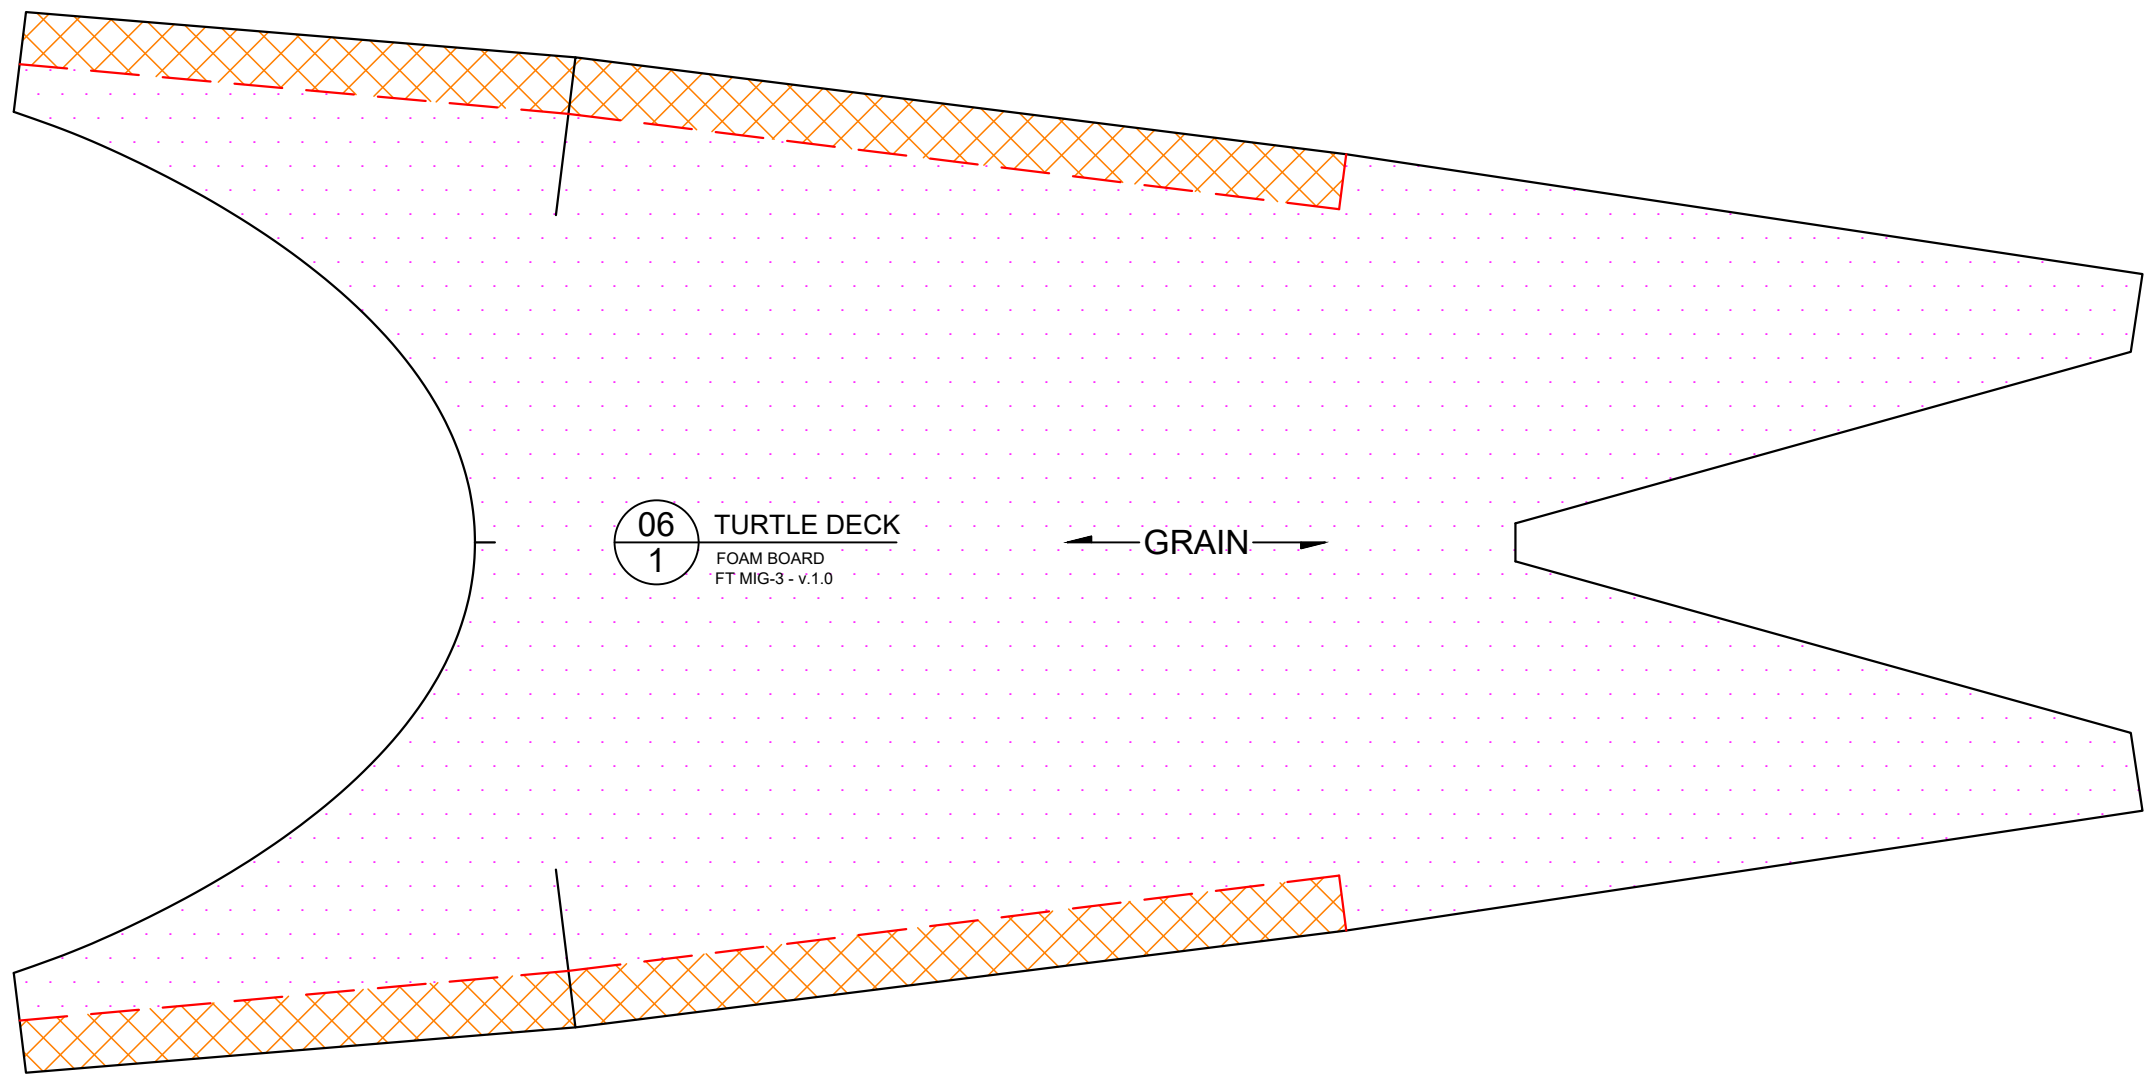 06
1
TURTLE DECK
FOAM BOARD
FT MIG-3 - v.1.0
GRAIN